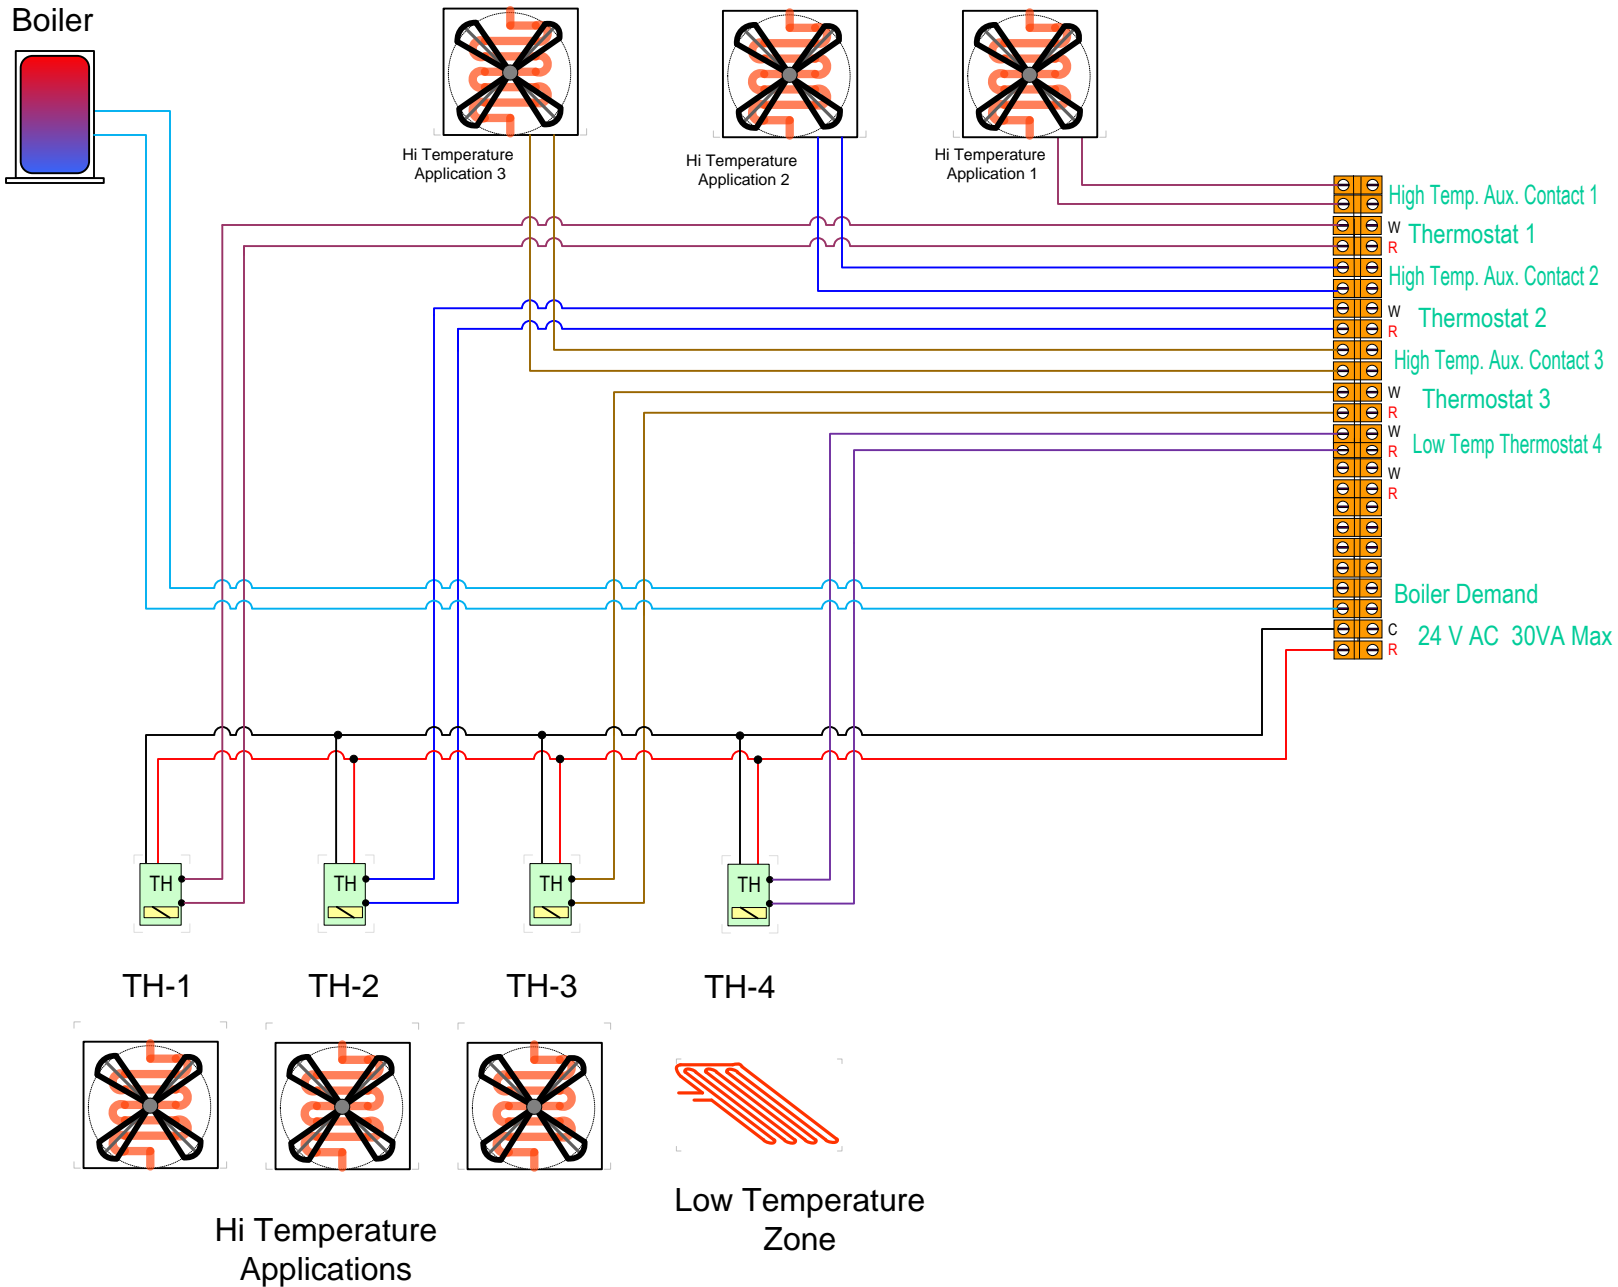 Boiler
Hi Temperature
Application 3
Hi Temperature
Application 2
Hi Temperature
Application 1
High Temp. Aux. Contact 1
W
Thermostat 1
R
High Temp. Aux. Contact 2
W
Thermostat 2
R
High Temp. Aux. Contact 3
W
Thermostat 3
R
W
Low Temp Thermostat 4
R
W
R
Boiler Demand
C
24 V AC 30VA Max
R
TH
TH
TH
TH
TH-1
TH-2
TH-3
TH-4
Low Temperature
Zone
Hi Temperature
Applications